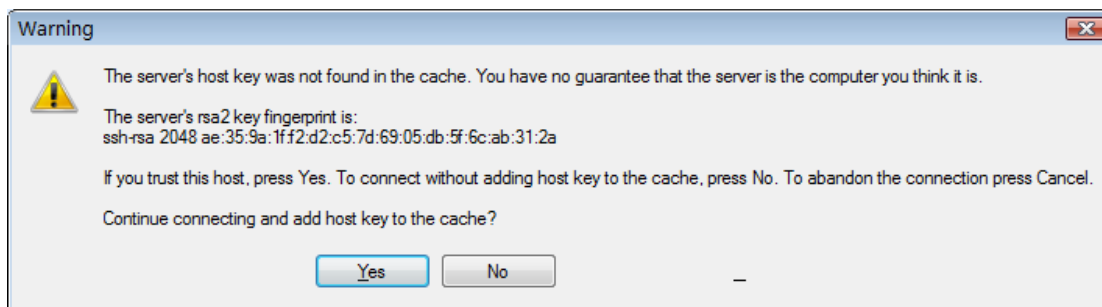 Warning
The server's host key was not found in the cache. You have no guarantee that the server is the computer you think it is.
The server's rsa2 key fingerprint is:
ssh-rsa 2048 ae:35:9a:1f:f2:d2:c5:7d:69:05:db:5f:6c:ab:31:2a
If you trust this host, press Yes. To connect without adding host key to the cache, press No. To abandon the connection press Cancel.
Continue connecting and add host key to the cache?
Yes
No